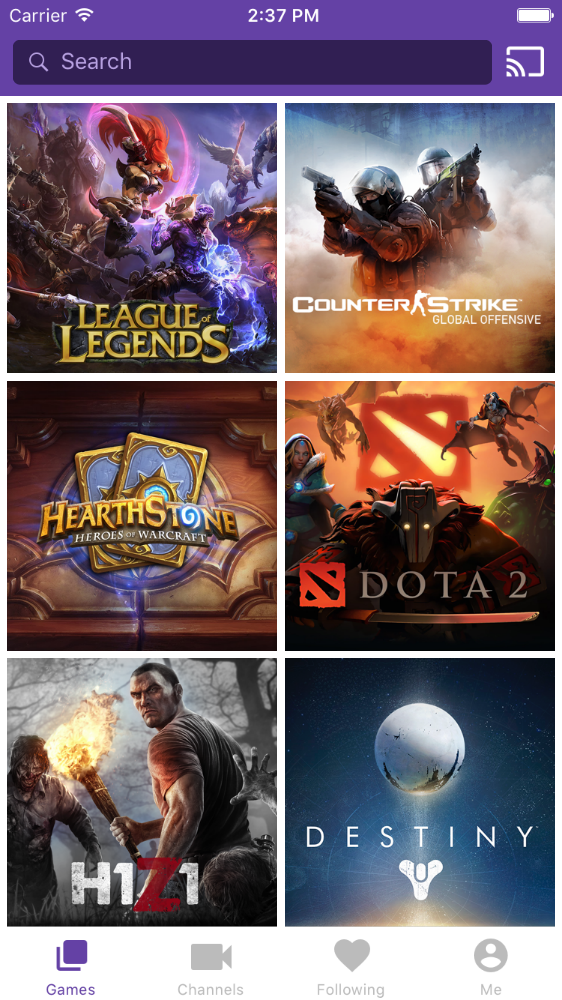 Carrier 2:37 PM
Search
LEAGUE of
LEGENDS
COUNTER STRIKE
GLOBAL OFFENSIVE
HEARTHSTONE
HEROES OF WARCRAFT
DOTA 2
H1Z1
DESTINY
Games Channels Following Me